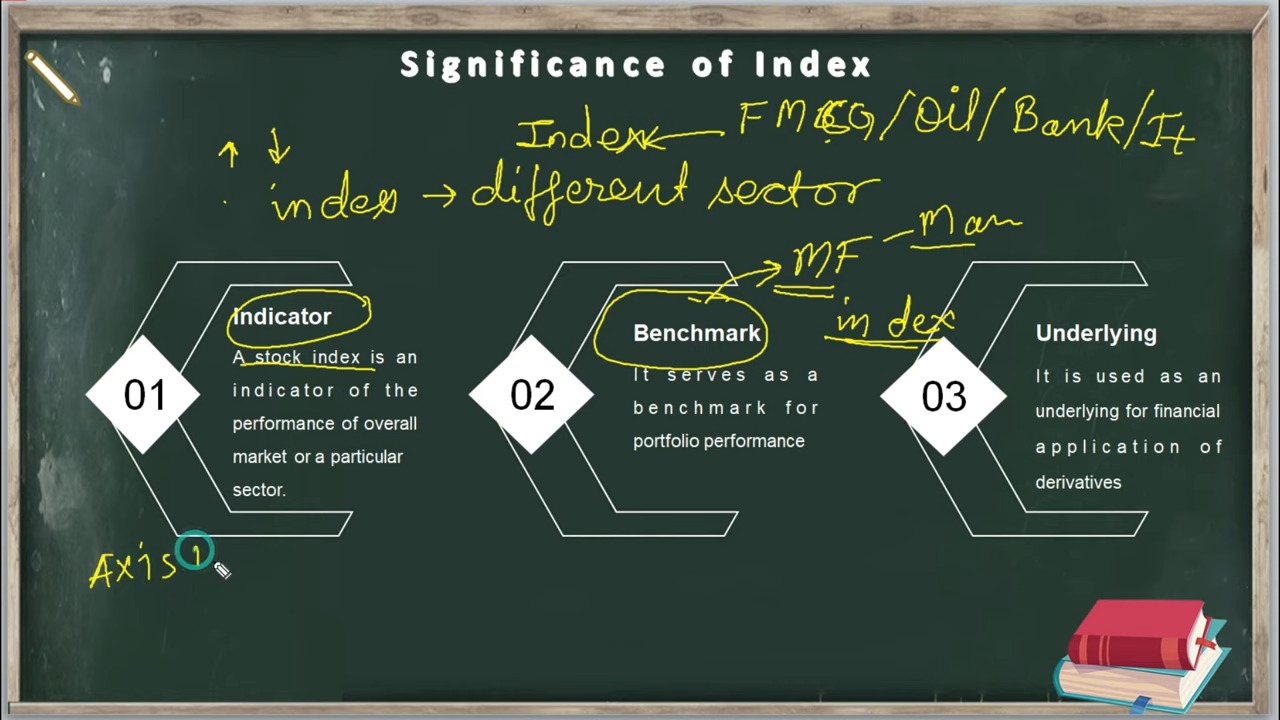 Significance of Index
Index FMCG/Oil/Bank/It
index → different sector
MF - Man
index
Indicator
A stock index is an
indicator of the
performance of overall
market or a particular
sector.
01
Benchmark
It serves as a
benchmark for
portfolio performance
02
Underlying
It is used as an
underlying for financial
application of
derivatives
03
Axis